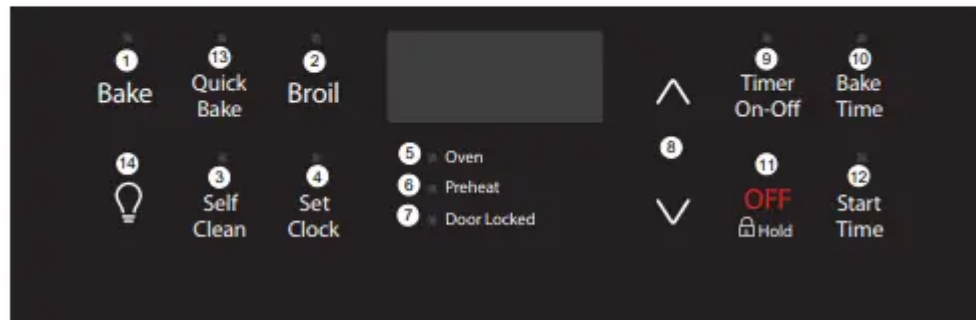 1 13 2 9 10
Bake Quick Bake Broil Timer On-Off Bake Time
5 Oven
8
14 3 4 6 Preheat 11 12
Self Clean Set Clock 7 Door Locked OFF Start Time
Hold